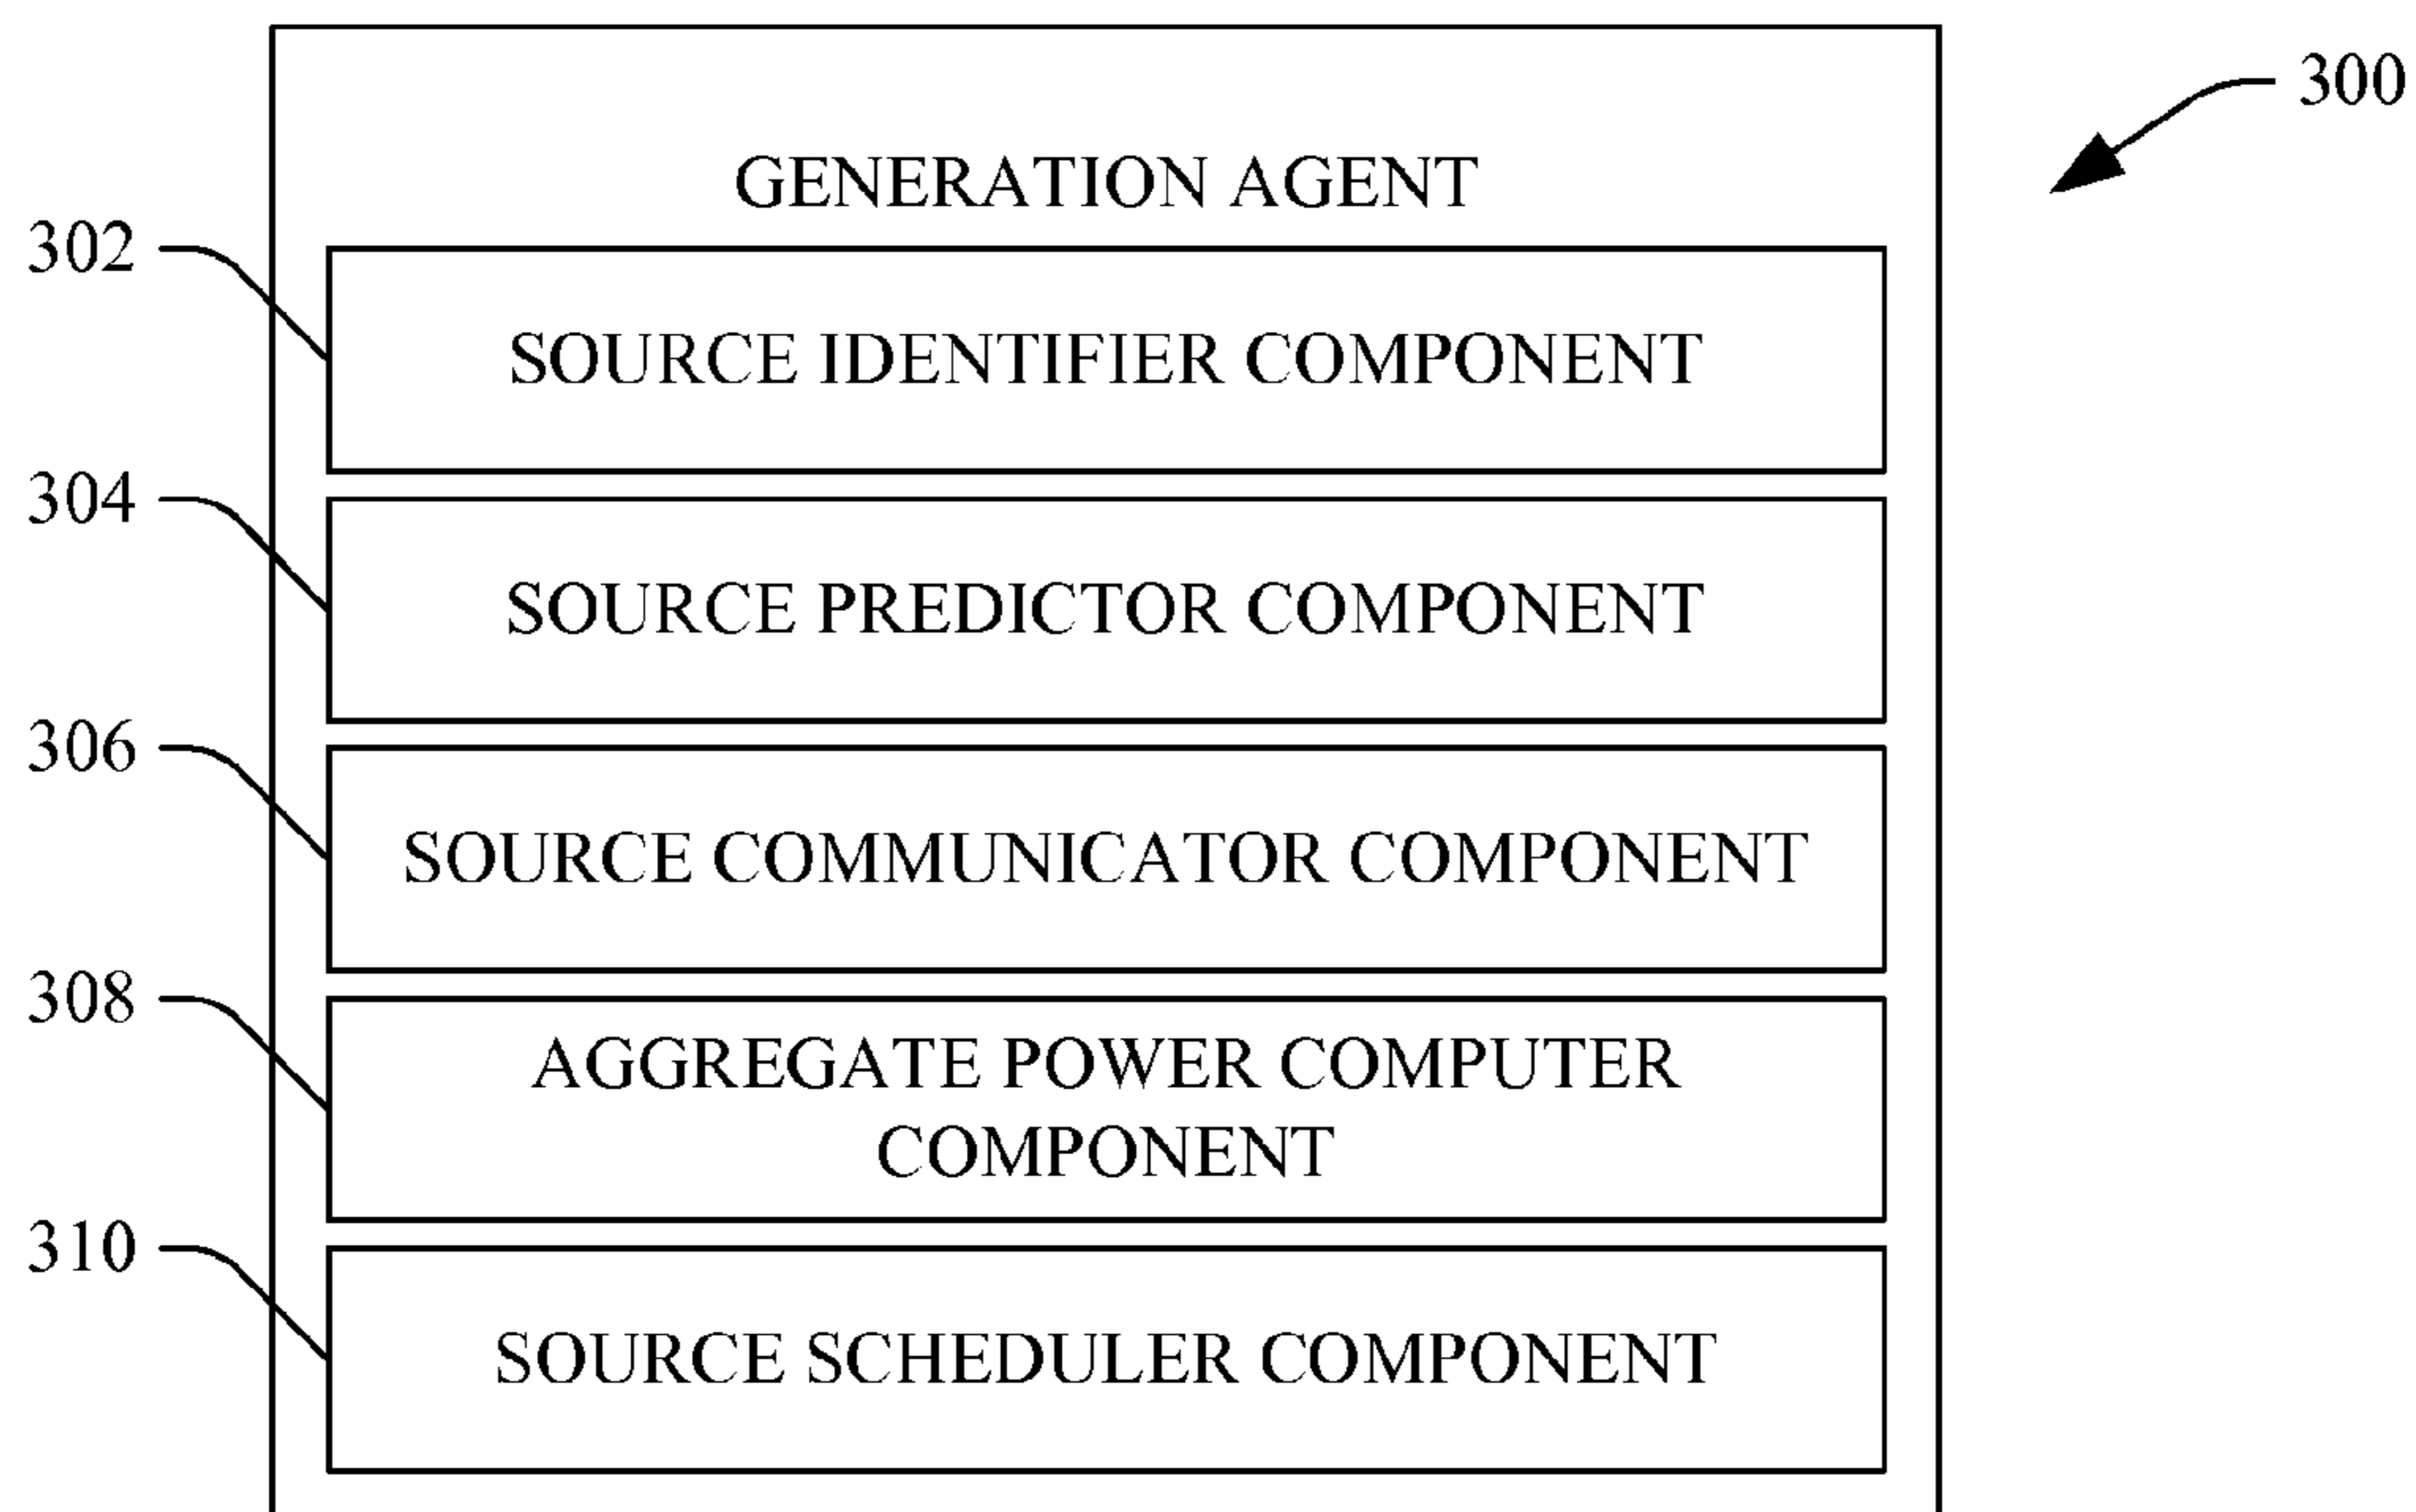 300
GENERATION AGENT
302
SOURCE IDENTIFIER COMPONENT
304
SOURCE PREDICTOR COMPONENT
306
SOURCE COMMUNICATOR COMPONENT
308
AGGREGATE POWER COMPUTER
COMPONENT
310
SOURCE SCHEDULER COMPONENT